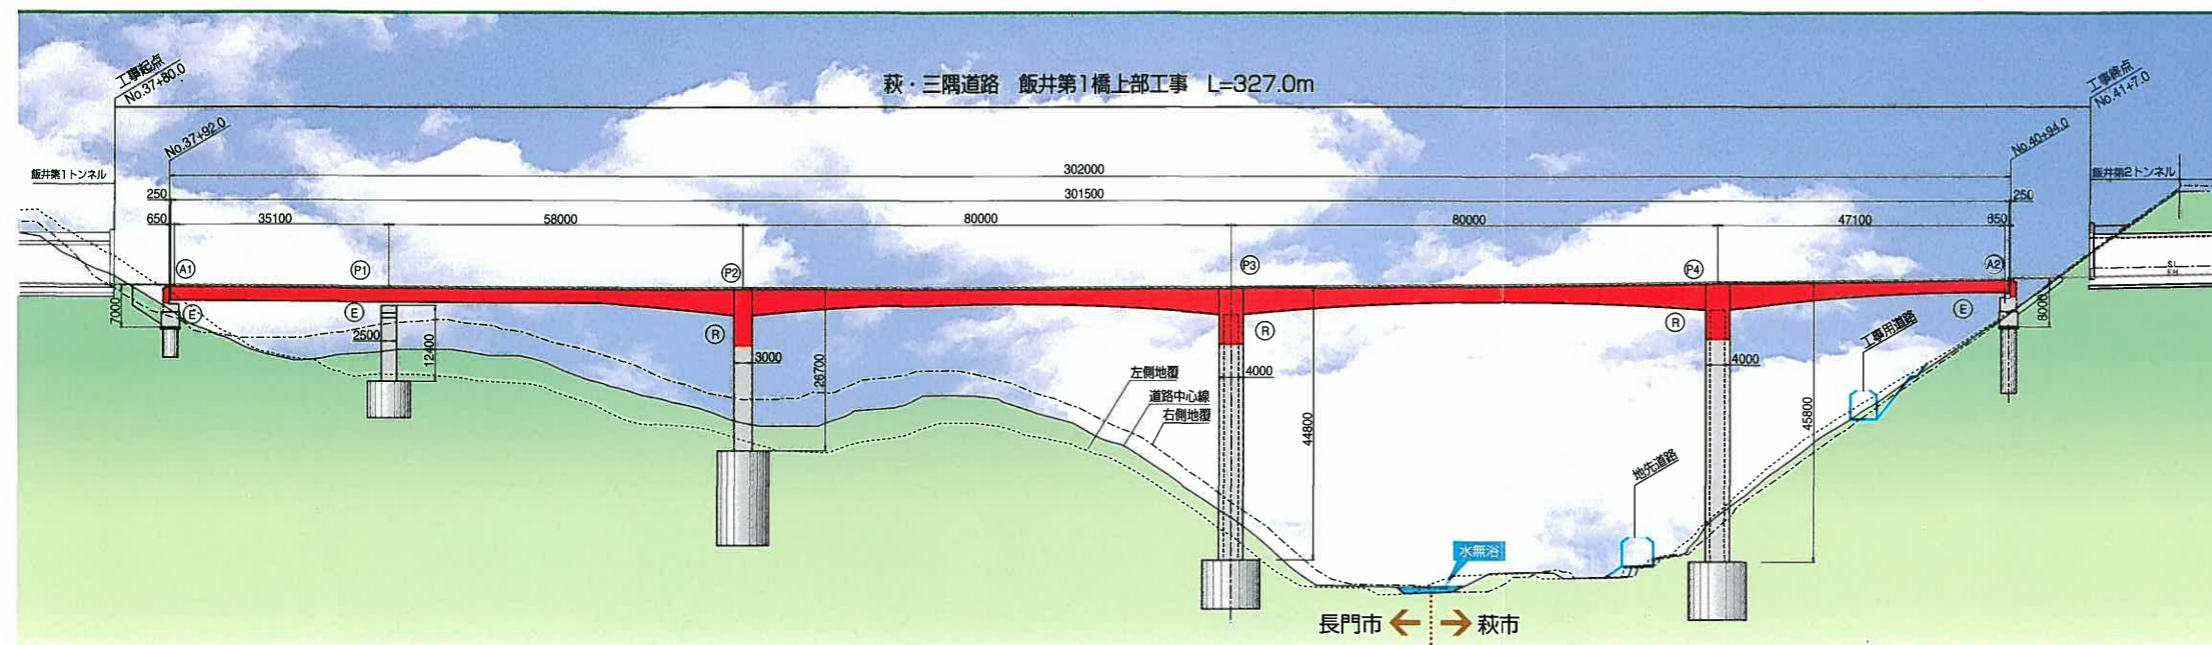 萩・三隅道路 飯井第1橋上部工事 L=327.0m
工事起点
No.37+80.0
工事終点
No.41+7.0
No.37+92.0
No.40+94.0
飯井第1トンネル
302000
飯井第2トンネル
250
301500
250
650
35100
58000
80000
80000
47100
650
A1
P1
P2
P3
P4
A2
S.L
F.H
7000
E
E
R
R
R
E
8000
2500
12400
3000
26700
4000
4000
工事用道路
左側地覆
道路中心線
右側地覆
44800
45800
地先道路
水無浴
長門市 ← → 萩市